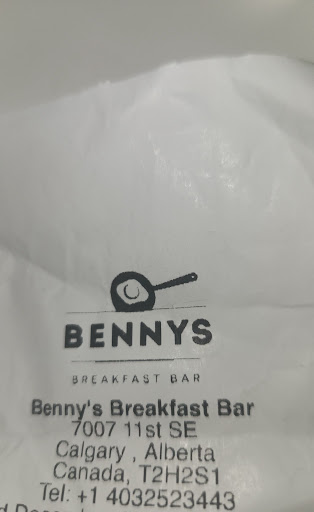 BENNYS
BREAKFAST BAR
Benny's Breakfast Bar
7007 11st SE
Calgary , Alberta
Canada, T2H2S1
Tel: +1 4032523443